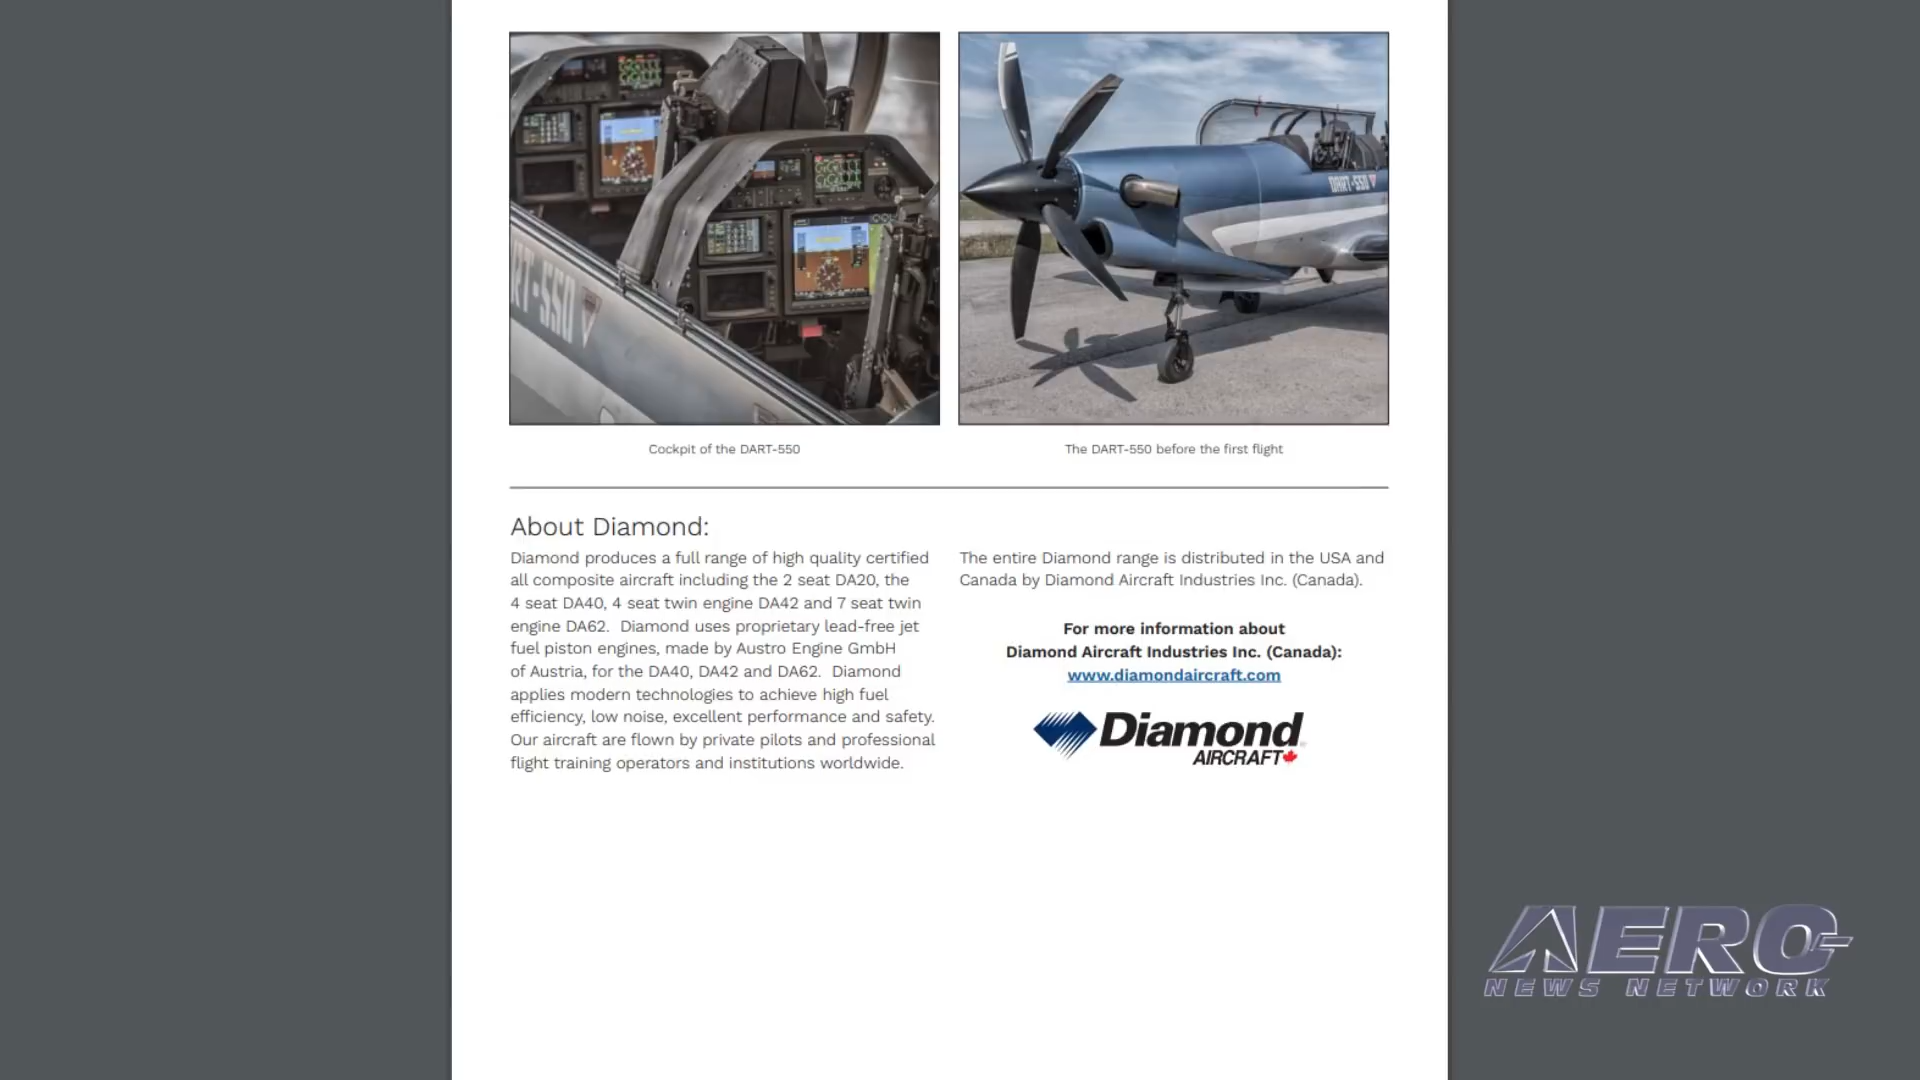 RT-550
DART-550
Cockpit of the DART-550
The DART-550 before the first flight
About Diamond:
Diamond produces a full range of high quality certified
all composite aircraft including the 2 seat DA20, the
4 seat DA40, 4 seat twin engine DA42 and 7 seat twin
engine DA62.  Diamond uses proprietary lead-free jet
fuel piston engines, made by Austro Engine GmbH
of Austria, for the DA40, DA42 and DA62.  Diamond
applies modern technologies to achieve high fuel
efficiency, low noise, excellent performance and safety.
Our aircraft are flown by private pilots and professional
flight training operators and institutions worldwide.
The entire Diamond range is distributed in the USA and
Canada by Diamond Aircraft Industries Inc. (Canada).
For more information about
Diamond Aircraft Industries Inc. (Canada):
www.diamondaircraft.com
Diamond
AIRCRAFT
AERO-
NEWS NETWORK